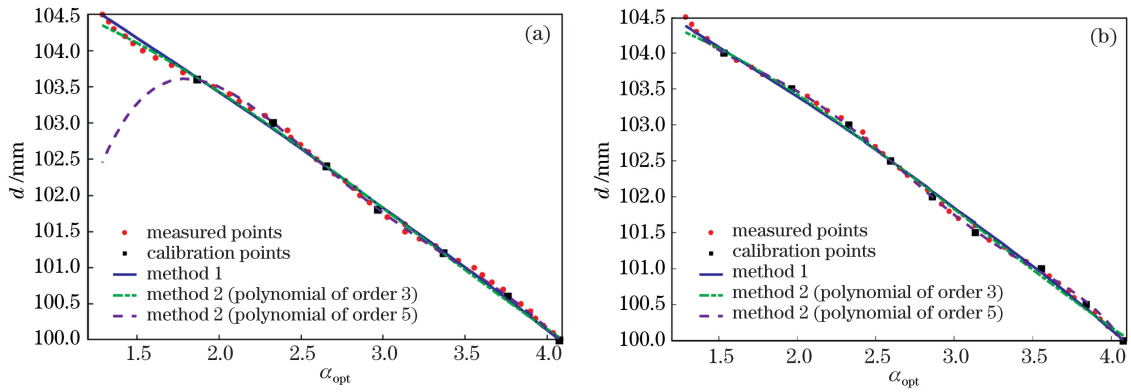 (a)
104.5
104.0
103.5
103.0
102.5
102.0
101.5
101.0
100.5
100.0
d /mm
measured points
calibration points
method 1
method 2 (polynomial of order 3)
method 2 (polynomial of order 5)
1.5 2.0 2.5 3.0 3.5 4.0
αopt
(b)
104.5
104.0
103.5
103.0
102.5
102.0
101.5
101.0
100.5
100.0
d /mm
measured points
calibration points
method 1
method 2 (polynomial of order 3)
method 2 (polynomial of order 5)
1.5 2.0 2.5 3.0 3.5 4.0
αopt